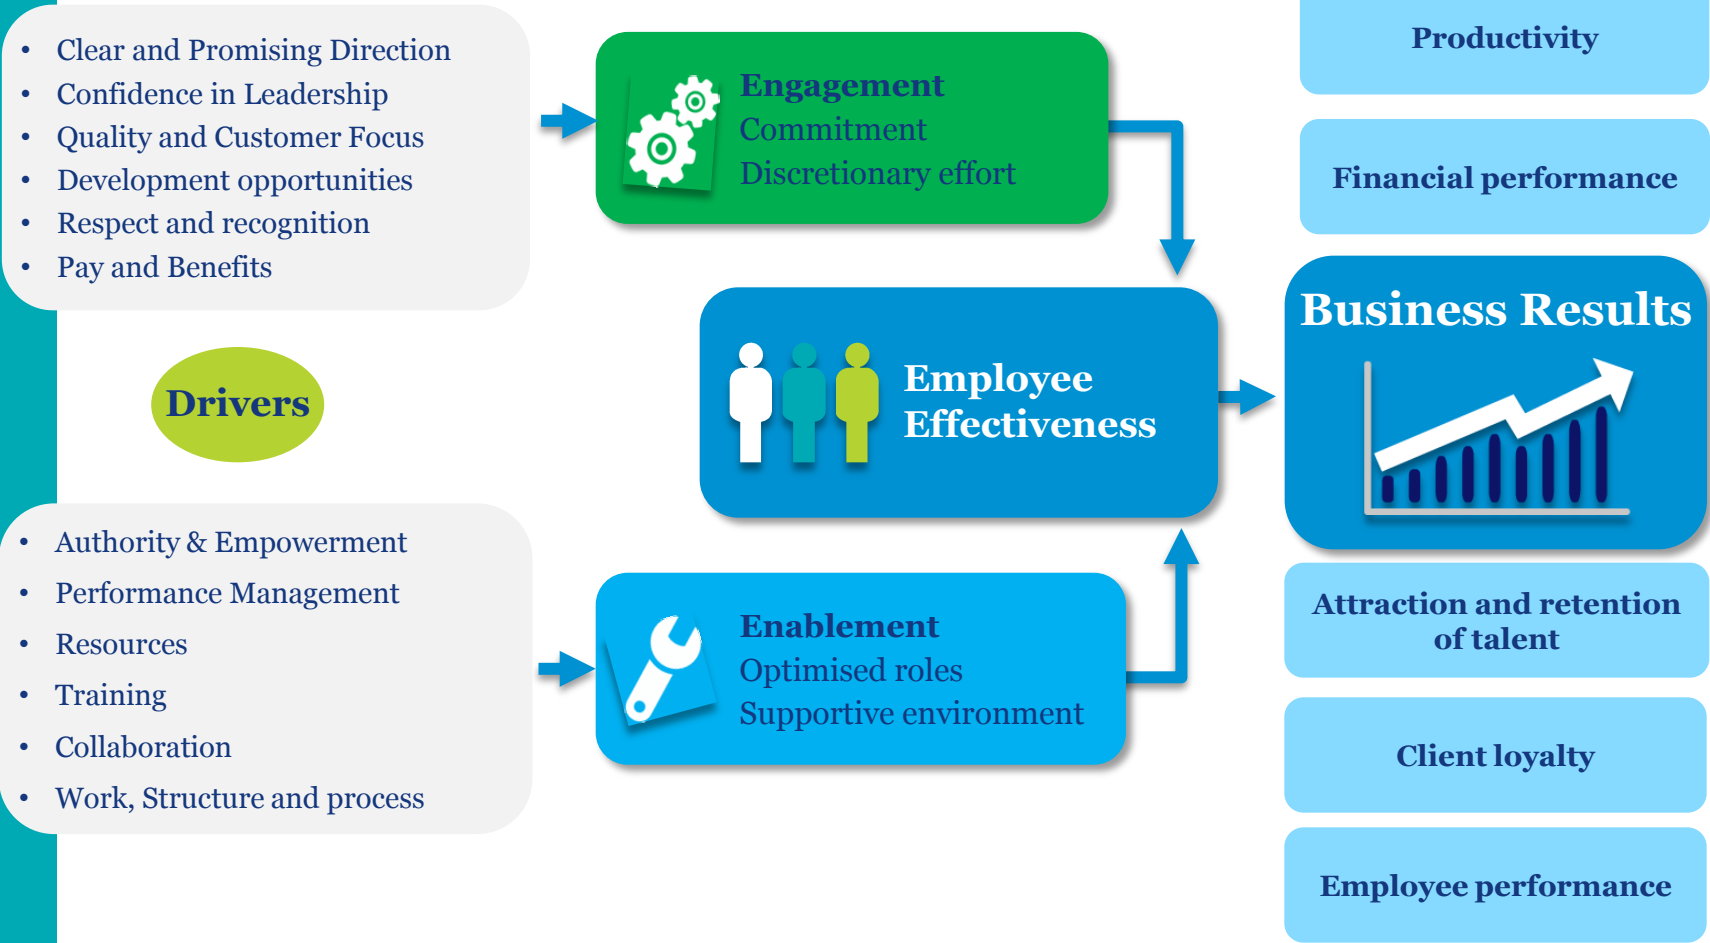 • Clear and Promising Direction
• Confidence in Leadership
• Quality and Customer Focus
• Development opportunities
• Respect and recognition
• Pay and Benefits
Drivers
• Authority & Empowerment
• Performance Management
• Resources
• Training
• Collaboration
• Work, Structure and process
Engagement
Commitment
Discretionary effort
Employee
Effectiveness
Enablement
Optimised roles
Supportive environment
Productivity
Financial performance
Business Results
Attraction and retention
of talent
Client loyalty
Employee performance